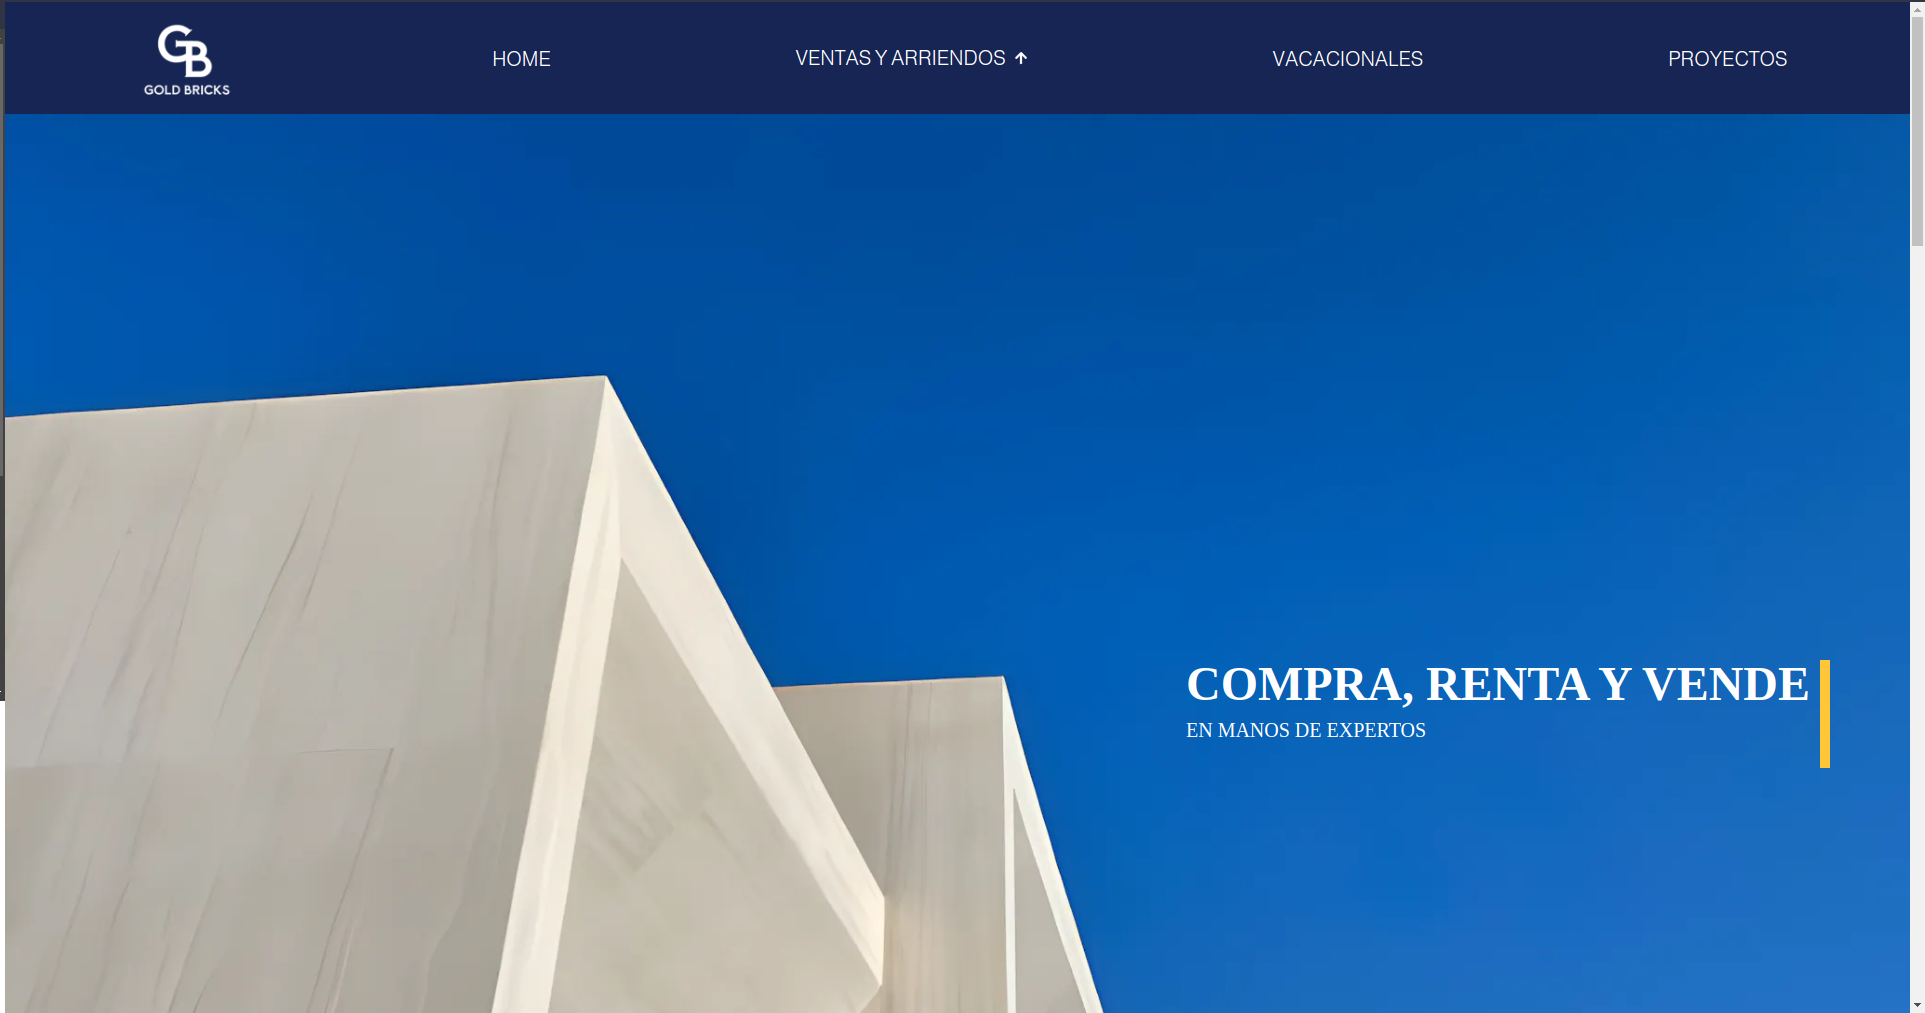 GB
GOLD BRICKS
HOME
VENTAS Y ARRIENDOS
VACACIONALES
PROYECTOS
COMPRA, RENTA Y VENDE
EN MANOS DE EXPERTOS